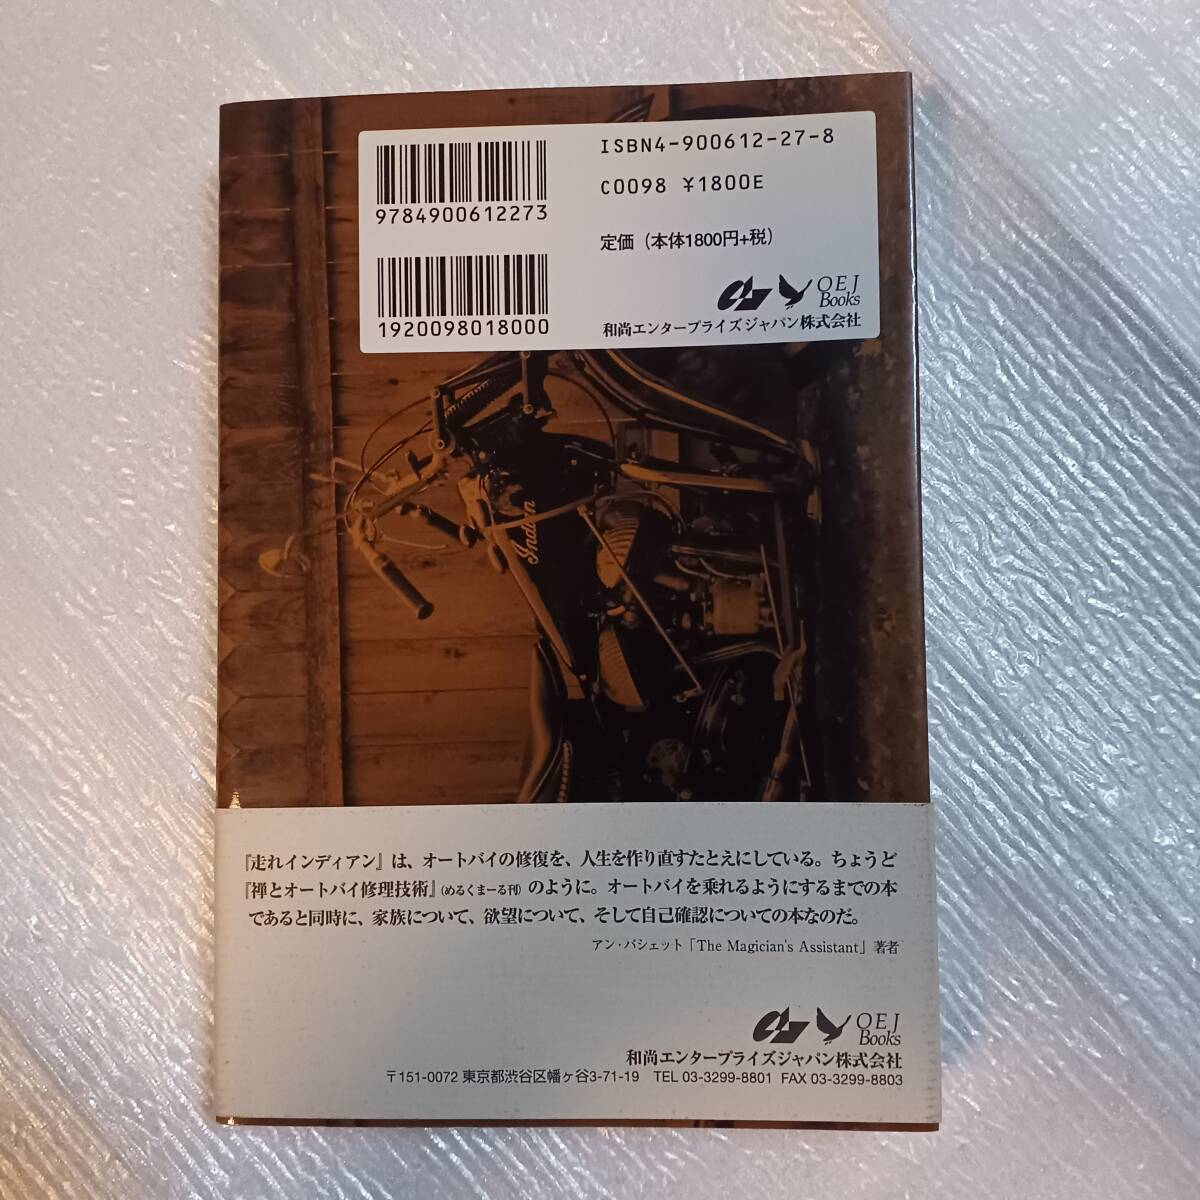 ISBN4-900612-27-8
9784900612273
C0098 ¥1800E
定価（本体1800円+税）
1920098018000
OEJ
Books
和尚エンタープライズジャパン株式会社
Indian
『走れインディアン』は、オートバイの修復を、人生を作り直すたとえにしている。ちょうど
『禅とオートバイ修理技術』(めるくまーる刊) のように。オートバイを乗れるようにするまでの本
であると同時に、家族について、欲望について、そして自己確認についての本なのだ。
アン・パシェット「The Magician's Assistant」著者
OEJ
Books
和尚エンタープライズジャパン株式会社
〒151-0072 東京都渋谷区幡ヶ谷3-71-19 TEL 03-3299-8801 FAX 03-3299-8803